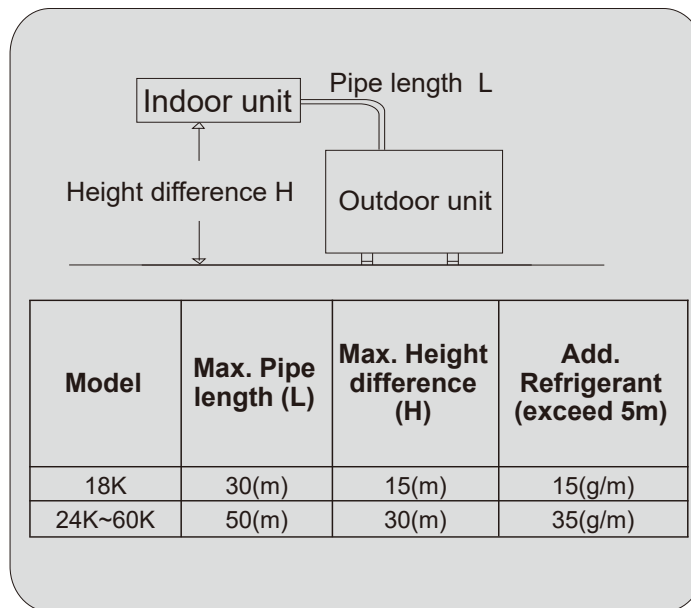 Pipe length L
Indoor unit
Height difference H
Outdoor unit
Model
Max. Pipe
length (L)
Max. Height
difference
(H)
Add.
Refrigerant
(exceed 5m)
18K 30(m) 15(m) 15(g/m)
24K~60K 50(m) 30(m) 35(g/m)